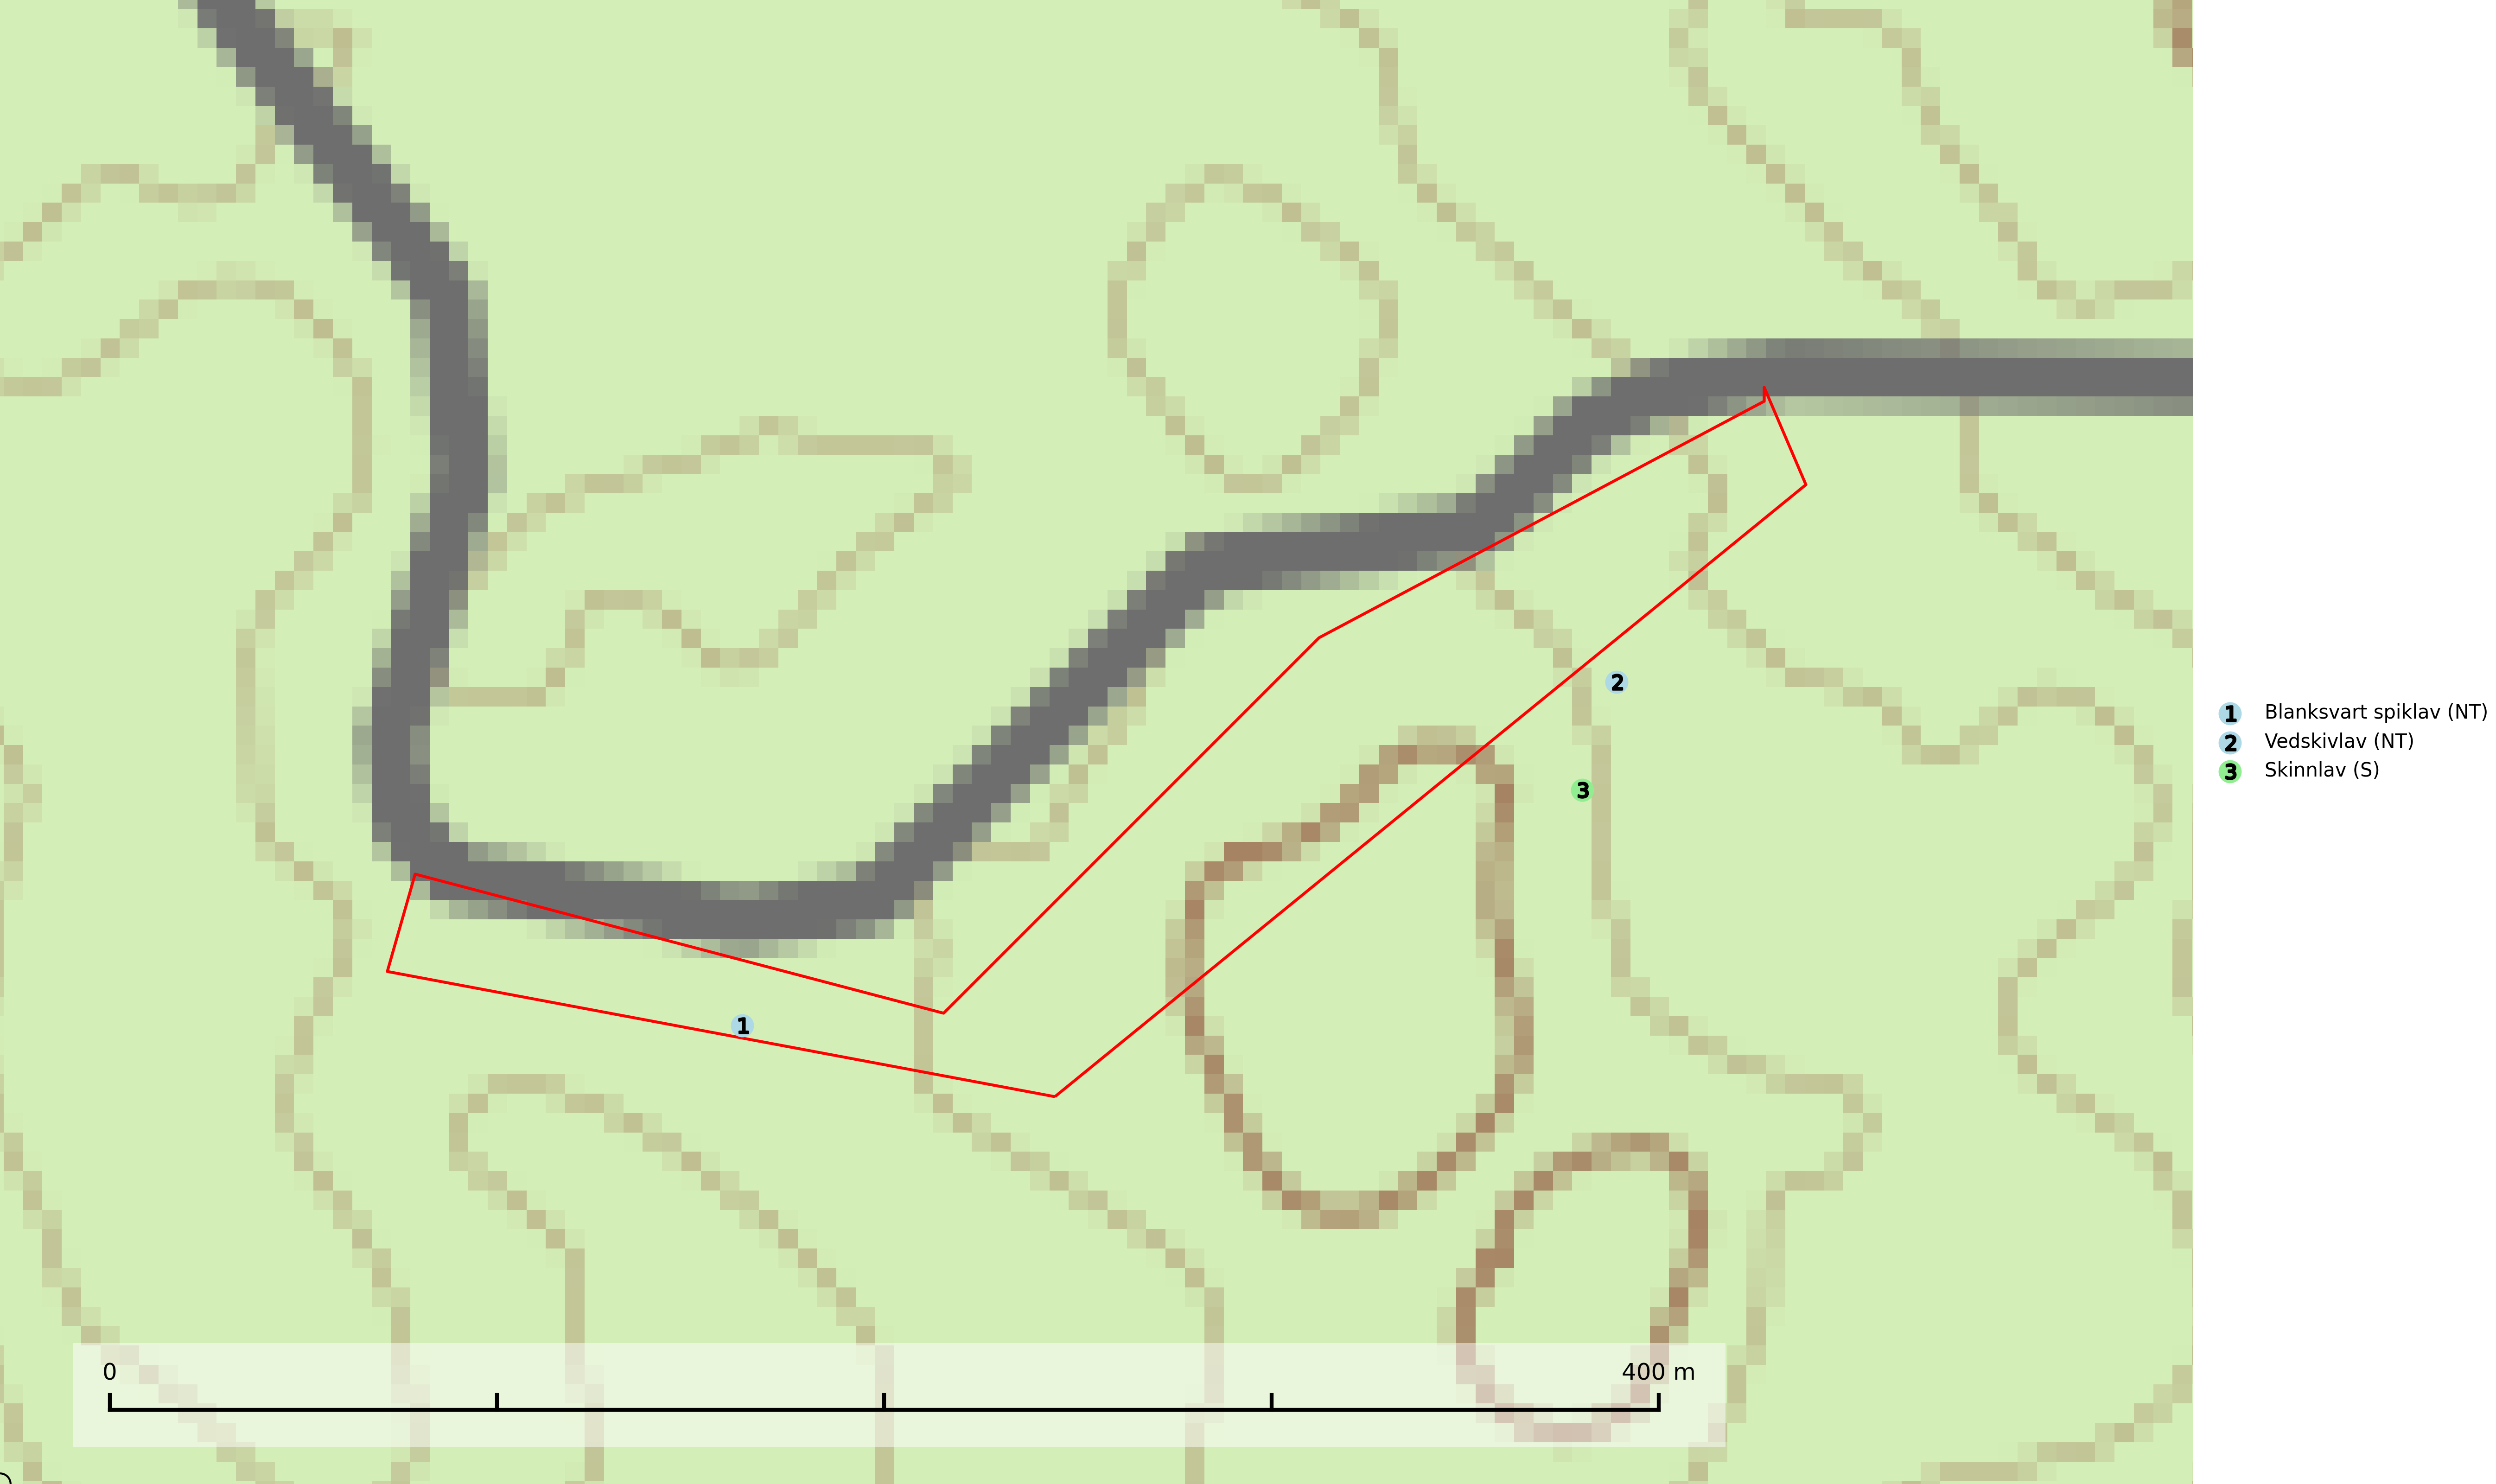 2
3
1
1 Blanksvart spiklav (NT)
2 Vedskivlav (NT)
3 Skinnlav (S)
0 400 m